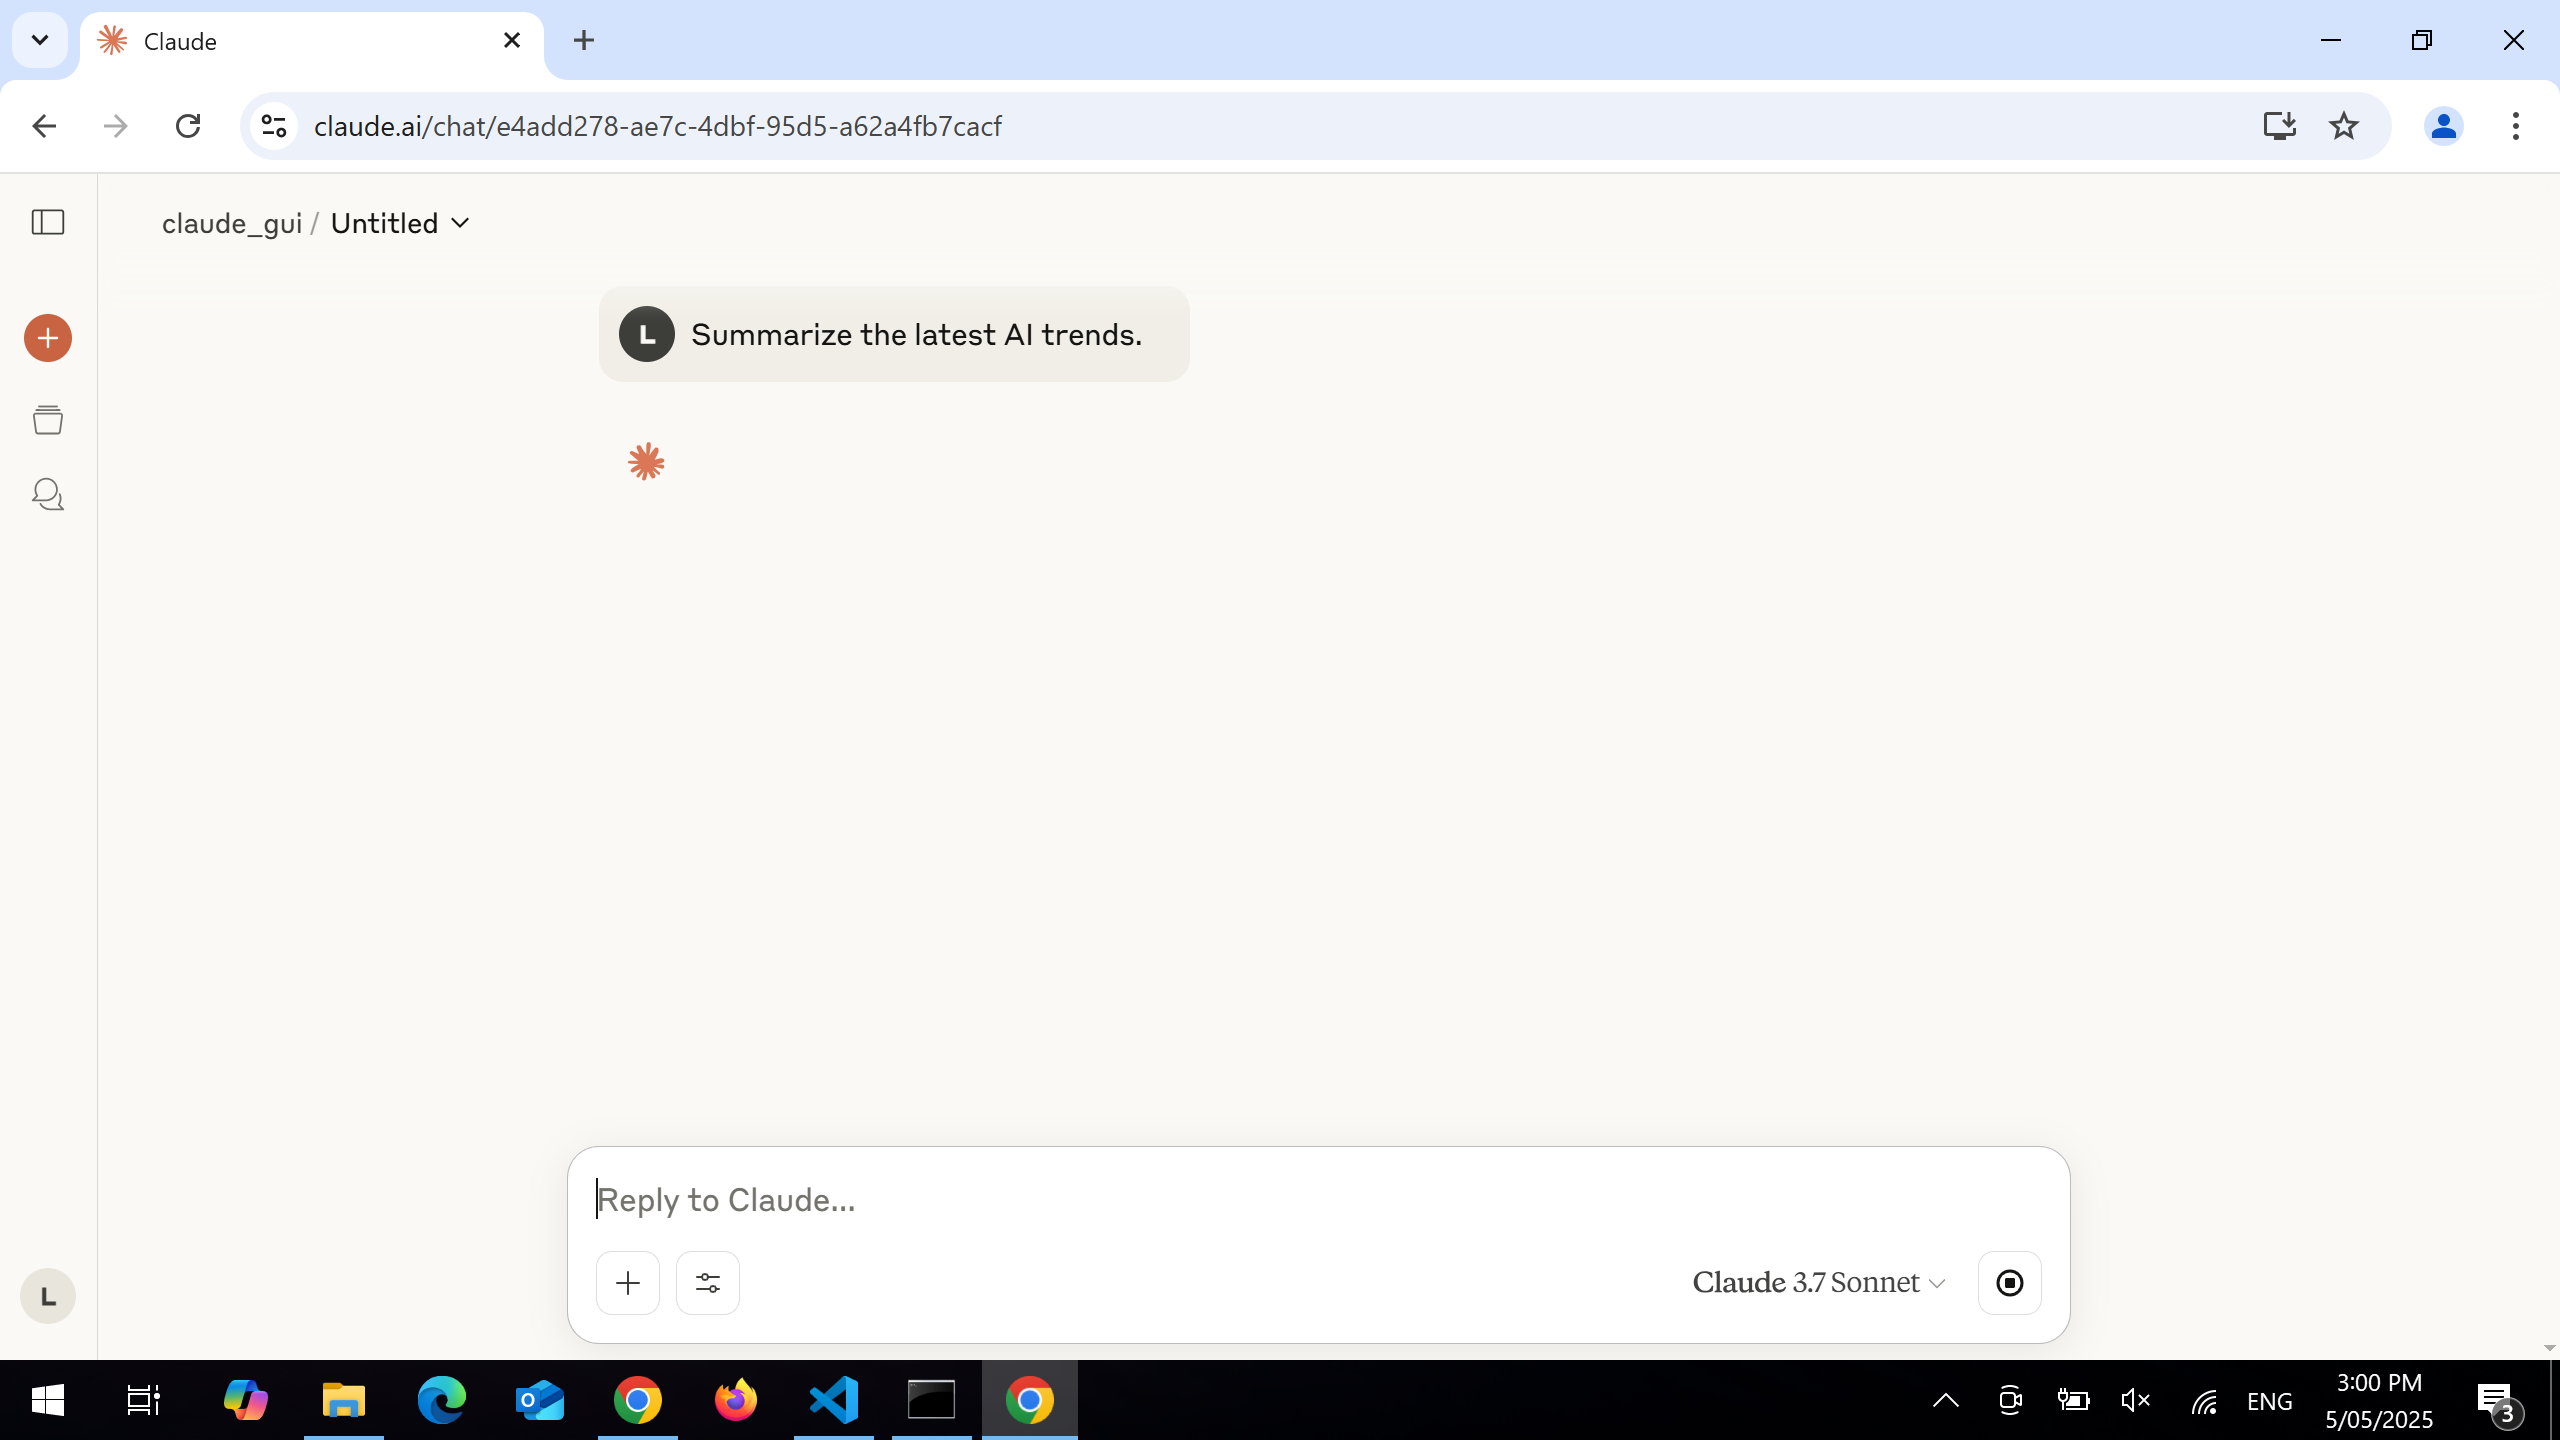 Claude
claude.ai/chat/e4add278-ae7c-4dbf-95d5-a62a4fb7cacf
claude_gui / Untitled
L Summarize the latest AI trends.
Reply to Claude...
Claude 3.7 Sonnet
L
ENG
3:00 PM
5/05/2025
3